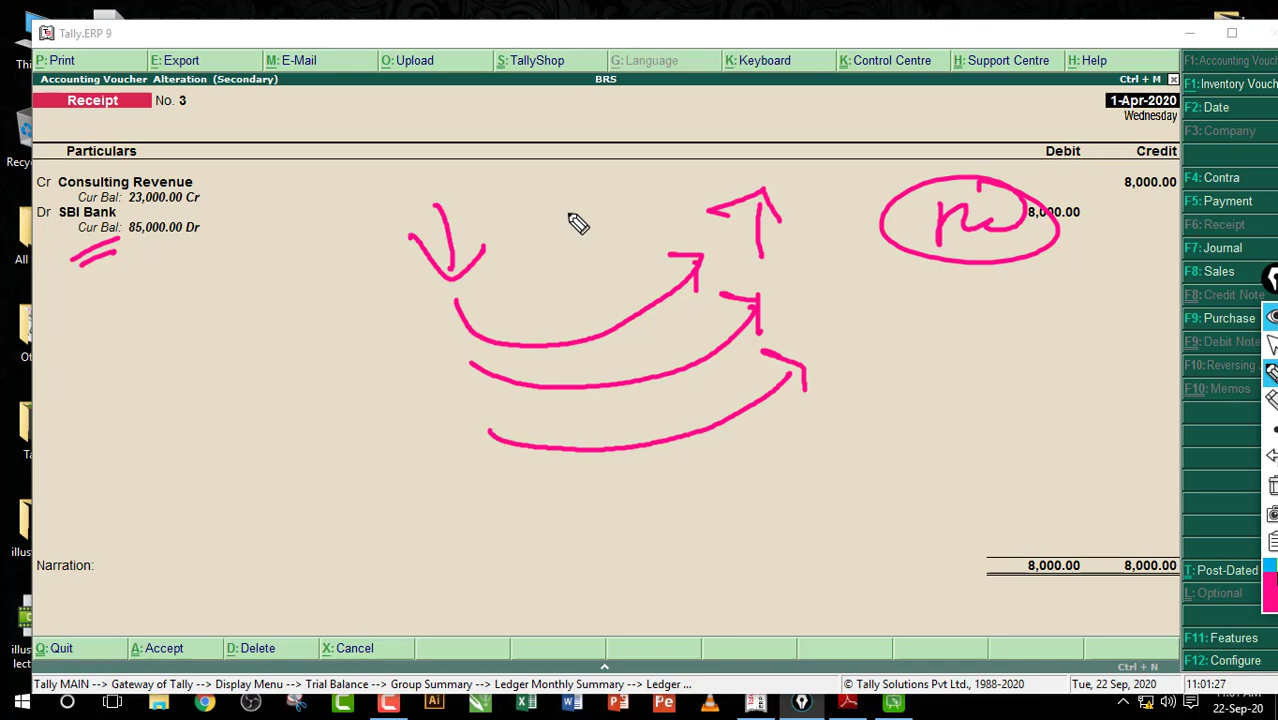 Tally.ERP 9
P: Print E: Export M: E-Mail O: Upload S: TallyShop G: Language K: Keyboard K: Control Centre H: Support Centre H: Help
Accounting Voucher Alteration (Secondary) BRS Ctrl + M
Receipt No. 3 1-Apr-2020
Wednesday
Particulars Debit Credit
Cr Consulting Revenue 8,000.00
Cur Bal: 23,000.00 Cr
Dr SBI Bank 8,000.00
Cur Bal: 85,000.00 Dr
Narration: 8,000.00 8,000.00
Q: Quit A: Accept D: Delete X: Cancel
Ctrl + N
Tally MAIN --> Gateway of Tally --> Display Menu --> Trial Balance --> Group Summary --> Ledger Monthly Summary --> Ledger ... © Tally Solutions Pvt Ltd., 1988-2020 Tue, 22 Sep, 2020 11:01:27
F1: Accounting Vouch
F1: Inventory Vouch
F2: Date
F3: Company
F4: Contra
F5: Payment
F6: Receipt
F7: Journal
F8: Sales
F8: Credit Note
F9: Purchase
F9: Debit Note
F10: Reversing J
F10: Memos
T: Post-Dated
L: Optional
F11: Features
F12: Configure
All
illus
lect
22-Sep-20